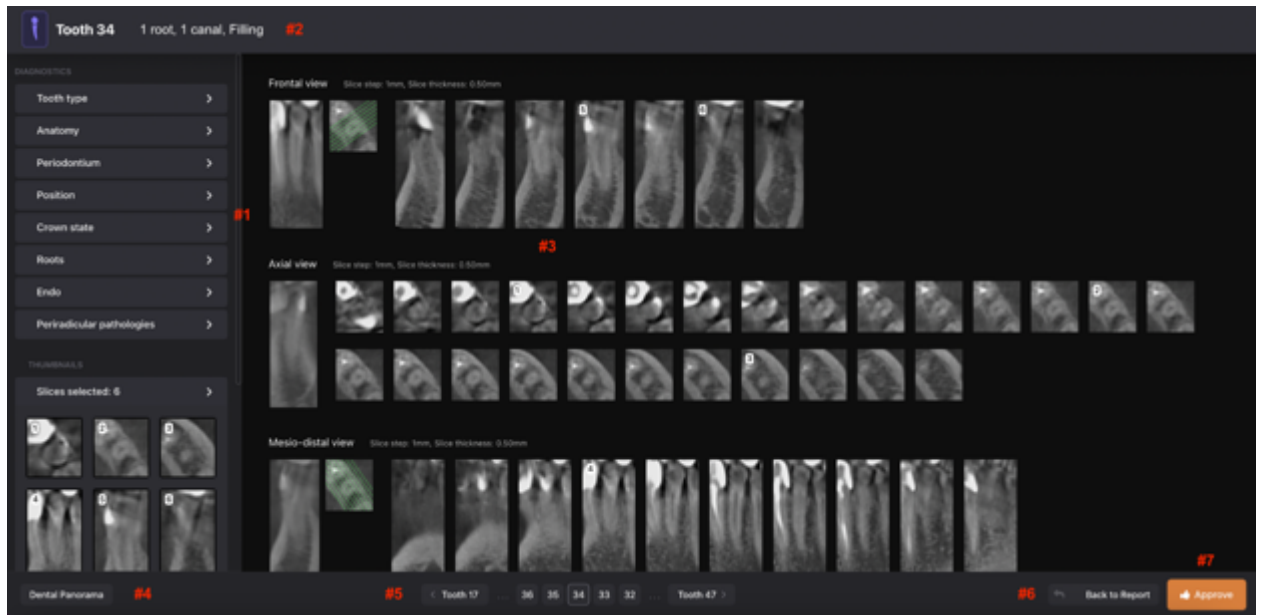 Tooth 34 1 root, 1 canal, Filling #2
DIAGNOSTICS
Tooth type
Anatomy
Periodontium
Position
Crown state
Roots
Endo
Periradicular pathologies
THUMBNAILS
Slices selected: 6
#1
Frontal view Slice step: 1mm, Slice thickness: 0.50mm
#3
Axial view Slice step: 1mm, Slice thickness: 0.50mm
Mesio-distal view Slice step: 1mm, Slice thickness: 0.50mm
4
4
#7
Dental Panorama #4 #5 < Tooth 17 ... 36 35 34 33 32 ... Tooth 47 > #6 Back to Report Approve